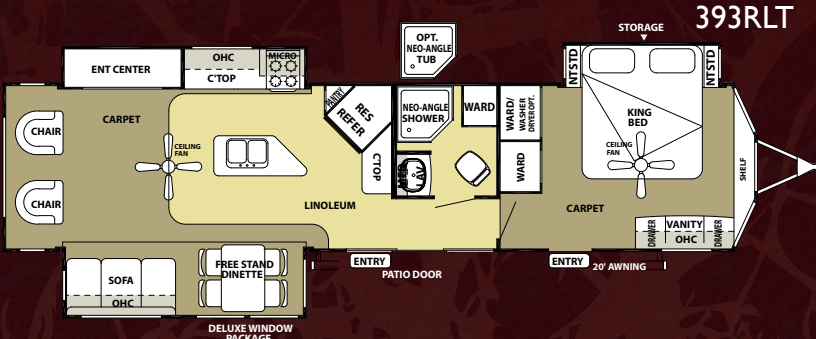 393RLT
STORAGE
OPT.
NEO-ANGLE
TUB
ENT CENTER
OHC
C'TOP
MICRO
PANTRY
RES
REFER
NEO-ANGLE
SHOWER
WARD
WARD/
WASHER
DRYER OPT.
NTSTD
NTSTD
KING
BED
CHAIR
CARPET
CEILING
FAN
CEILING
FAN
CTOP
LAV
WARD
SHELF
CHAIR
LINOLEUM
CARPET
DRAWER
VANITY
OHC
DRAWER
SOFA
OHC
FREE STAND
DINETTE
ENTRY
PATIO DOOR
ENTRY
20' AWNING
DELUXE WINDOW
PACKAGE